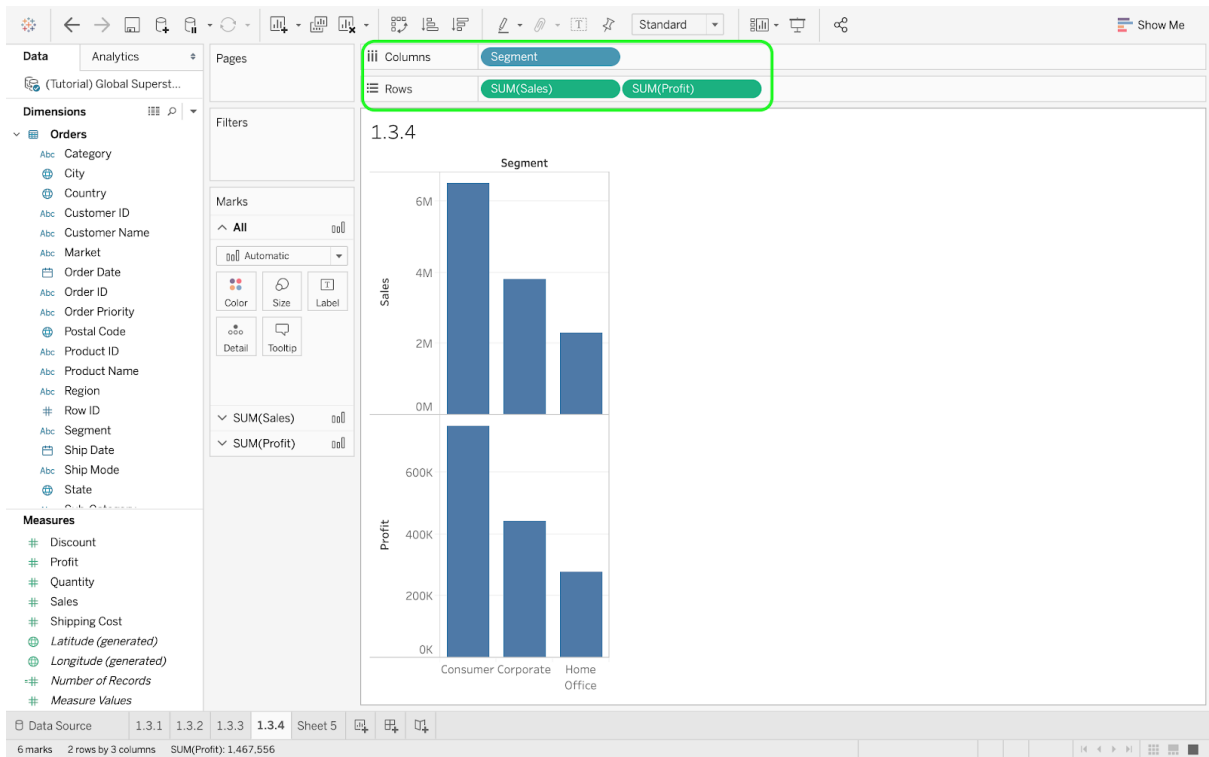 Standard
Show Me
Data
Analytics
Pages
Columns
Segment
(Tutorial) Global Superst...
Rows
SUM(Sales)
SUM(Profit)
Dimensions
Orders
Abc Category
City
Country
Abc Customer ID
Abc Customer Name
Abc Market
Order Date
Abc Order ID
Abc Order Priority
Postal Code
Abc Product ID
Abc Product Name
Abc Region
# Row ID
Abc Segment
Ship Date
Abc Ship Mode
State
Measures
# Discount
# Profit
# Quantity
# Sales
# Shipping Cost
Latitude (generated)
Longitude (generated)
=# Number of Records
# Measure Values
Filters
Marks
All
Automatic
Color
Size
T
Label
Detail
Tooltip
SUM(Sales)
SUM(Profit)
1.3.4
Segment
Sales
6M
4M
2M
0M
Profit
600K
400K
200K
0K
Consumer
Corporate
Home
Office
Data Source
1.3.1
1.3.2
1.3.3
1.3.4
Sheet 5
6 marks
2 rows by 3 columns
SUM(Profit): 1.467,556